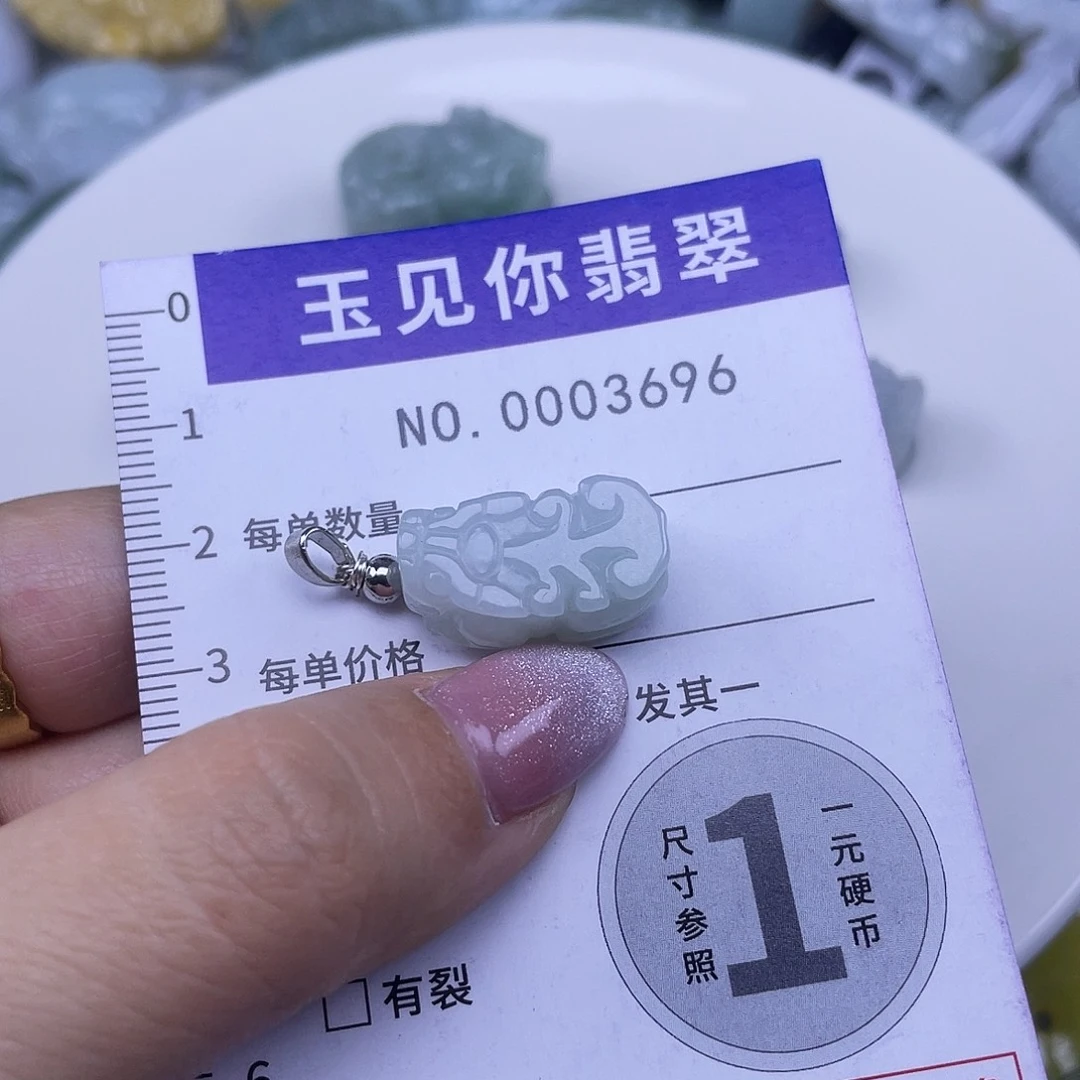 玉见你翡翠
0
NO.0003696
1
2 每单数量
3 每单价格
发其一
尺寸参照
1
一元硬币
有裂
6